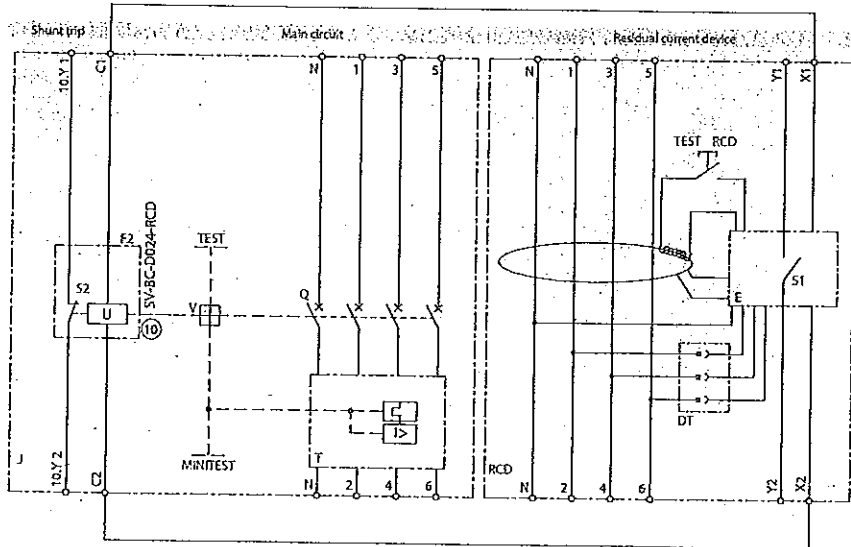 Shunt trip
Main circuit
Residual current device
10.Y 1
C1
N
1
3
5
N
1
3
5
Y1
X1
TEST RCD
F2
SV-BC-D024-RCD
TEST
S2
U
V
Q
10
E
S1
DT
I>
T
MINITEST
J
RCD
10.Y 2
C2
N
2
4
6
N
2
4
6
Y2
X2